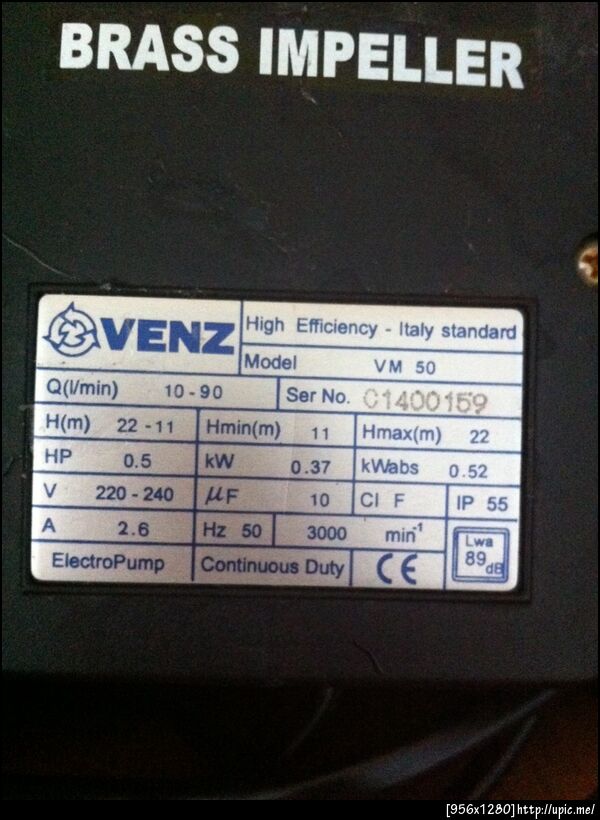 BRASS IMPELLER
VENZ
High Efficiency - Italy standard
Model VM 50
Q(l/min) 10 - 90 Ser No. C1400159
H(m) 22 - 11 Hmin(m) 11 Hmax(m) 22
HP 0.5 kW 0.37 kWabs 0.52
V 220 - 240 µF 10 Cl F IP 55
A 2.6 Hz 50 3000 min-1
ElectroPump Continuous Duty CE
Lwa
89 dB
[956x1280]http://upic.me/